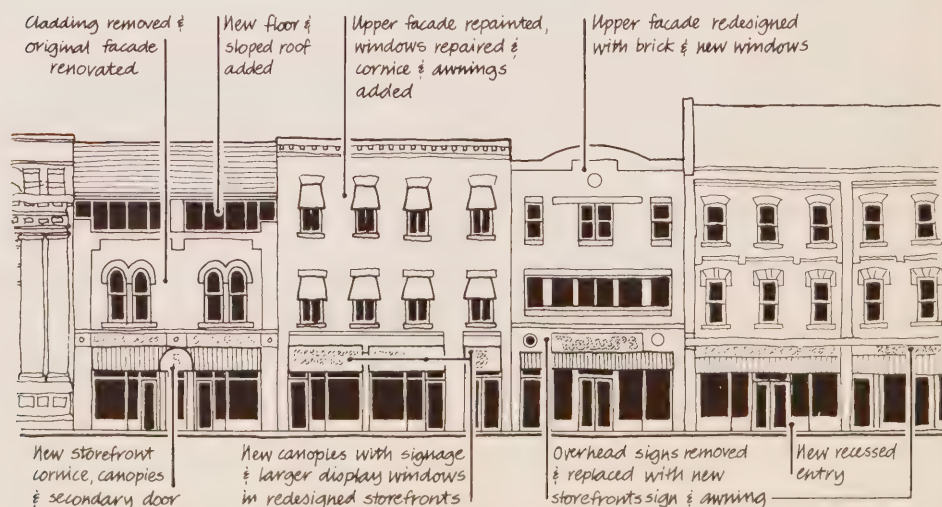 Cladding removed &
original facade
renovated
New floor &
sloped roof
added
Upper facade repainted,
windows repaired &
cornice & awnings
added
Upper facade redesigned
with brick & new windows
New storefront
cornice, canopies
& secondary door
New canopies with signage
& larger display windows
in redesigned storefronts
Overhead signs removed
& replaced with new
storefronts sign & awning
New recessed
entry